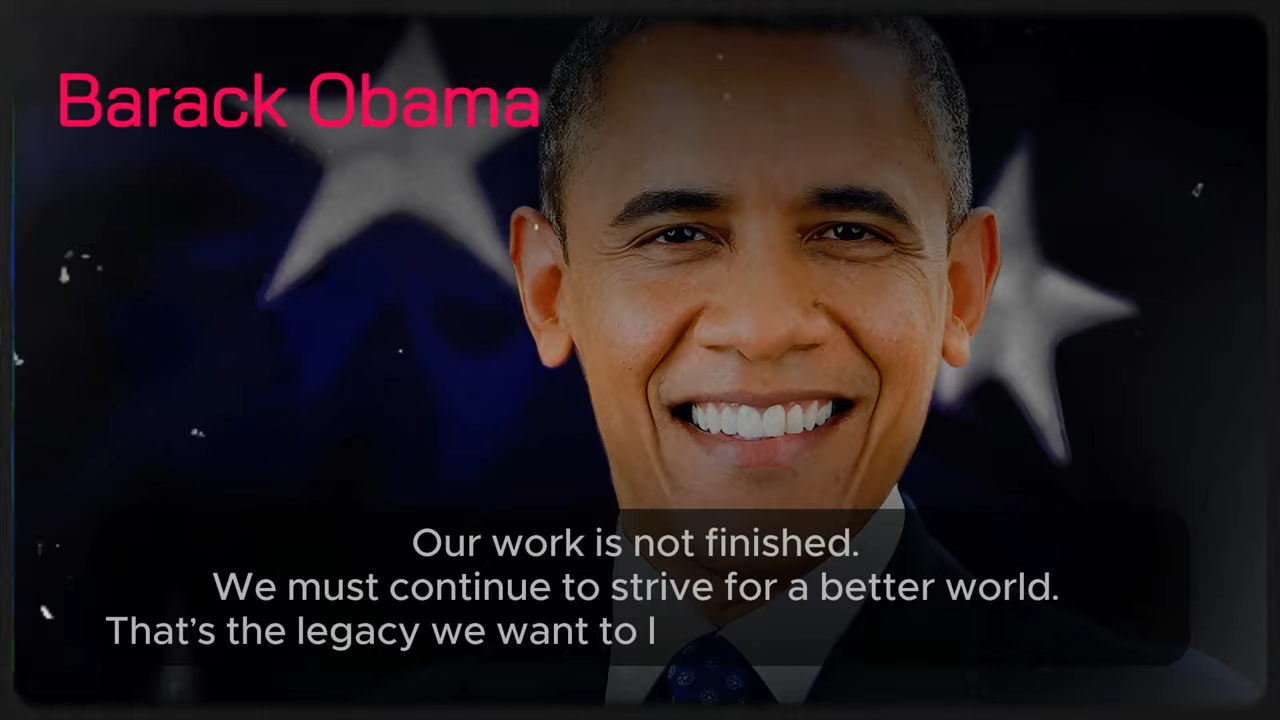 Barack Obama
Our work is not finished.
We must continue to strive for a better world.
That’s the legacy we want to l